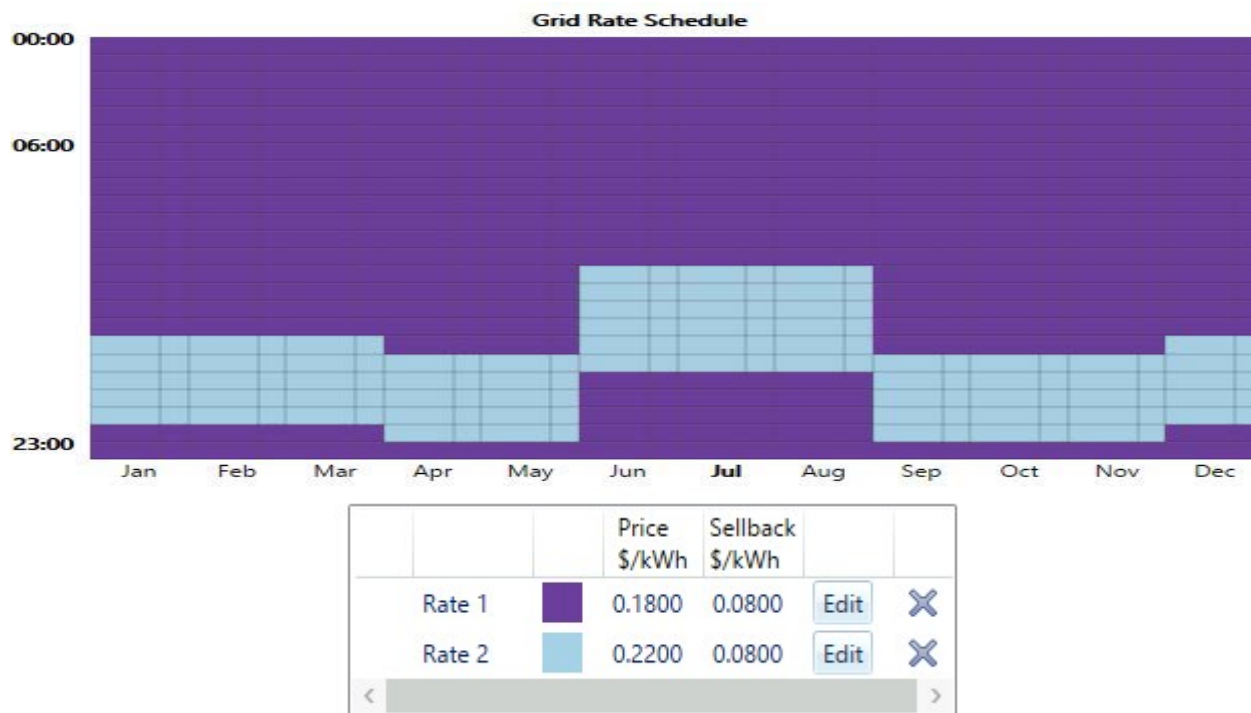 Grid Rate Schedule
00:00
06:00
23:00
Jan Feb Mar Apr May Jun Jul Aug Sep Oct Nov Dec
Price Sellback
$/kWh $/kWh
Rate 1 0.1800 0.0800 Edit
Rate 2 0.2200 0.0800 Edit